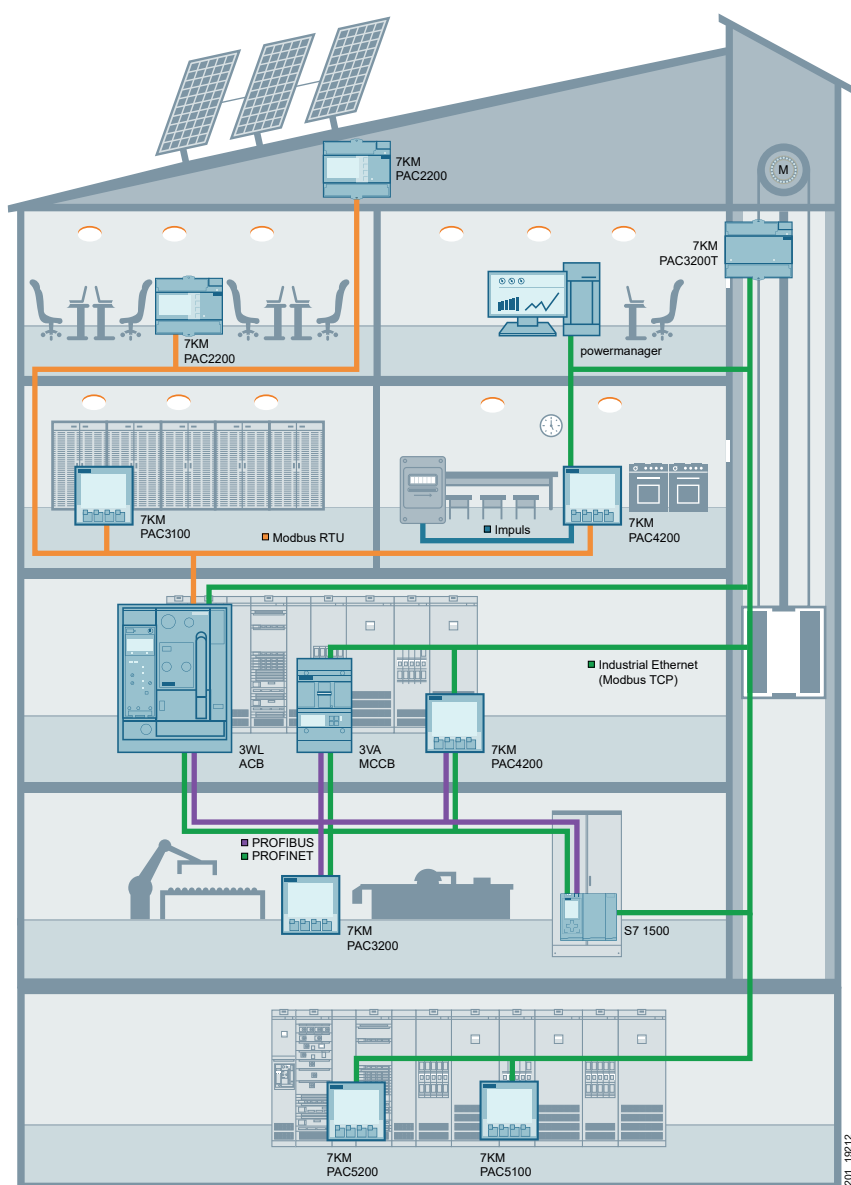 7KM
PAC2200
M
7KM
PAC3200T
7KM
PAC2200
powermanager
7KM
PAC3100
Modbus RTU
Impuls
7KM
PAC4200
Industrial Ethernet
(Modbus TCP)
3WL
ACB
3VA
MCCB
7KM
PAC4200
PROFIBUS
PROFINET
7KM
PAC3200
S7 1500
7KM
PAC5200
7KM
PAC5100
201_19212